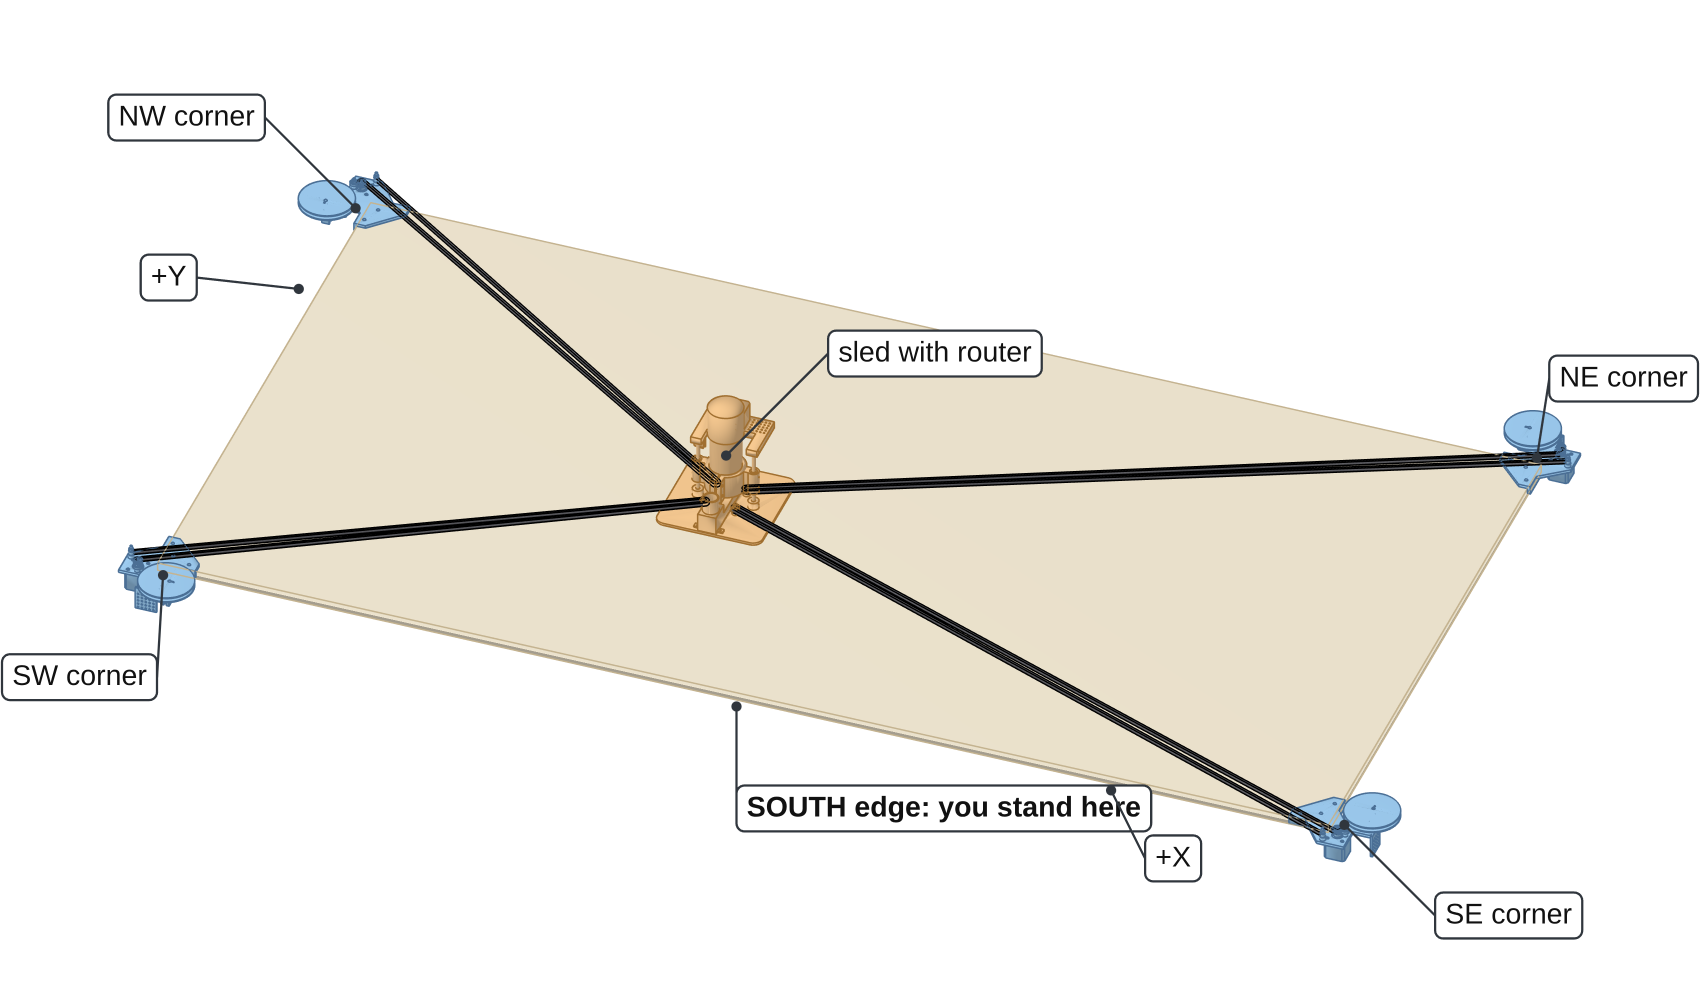 NW corner
+Y
sled with router
NE corner
SW corner
SOUTH edge: you stand here
+X
SE corner